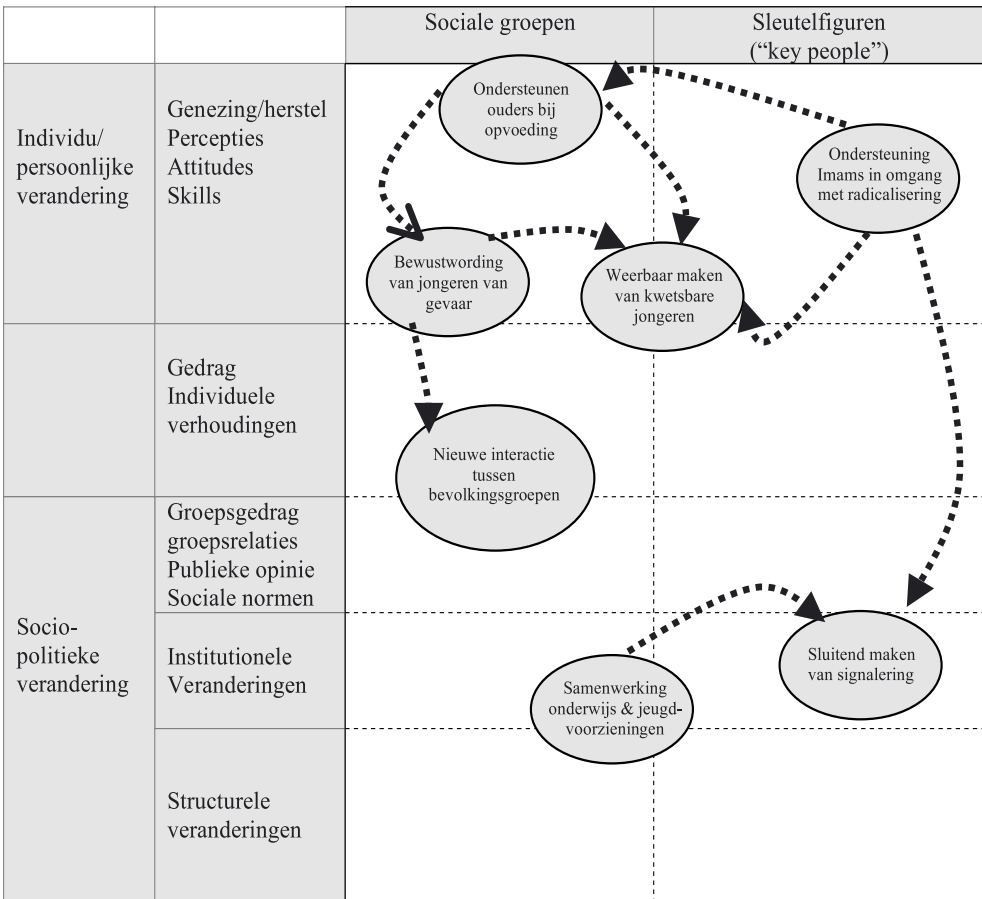 Sociale groepen
Sleutelfiguren
(“key people”)
Individu/
persoonlijke
verandering
Genezing/herstel
Percepties
Attitudes
Skills
Ondersteunen
ouders bij
opvoeding
Ondersteuning
Imams in omgang
met radicalisering
Bewustwording
van jongeren van
gevaar
Weerbaar maken
van kwetsbare
jongeren
Gedrag
Individuele
verhoudingen
Nieuwe interactie
tussen
bevolkingsgroepen
Socio-
politieke
verandering
Groepsgedrag
groepsrelaties
Publieke opinie
Sociale normen
Institutionele
Veranderingen
Samenwerking
onderwijs & jeugd-
voorzieningen
Sluitend maken
van signalering
Structurele
veranderingen